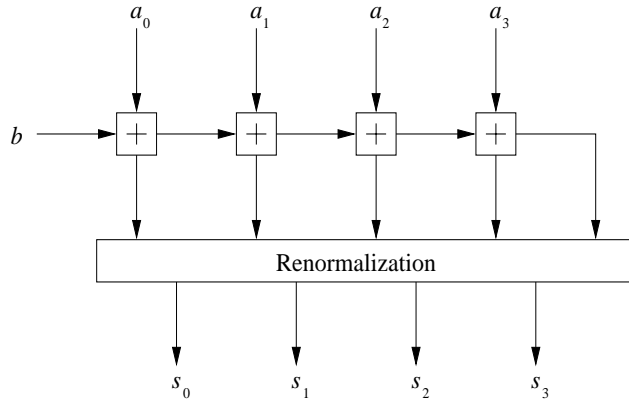 a0 a1 a2 a3
b + + + +
Renormalization
s0 s1 s2 s3